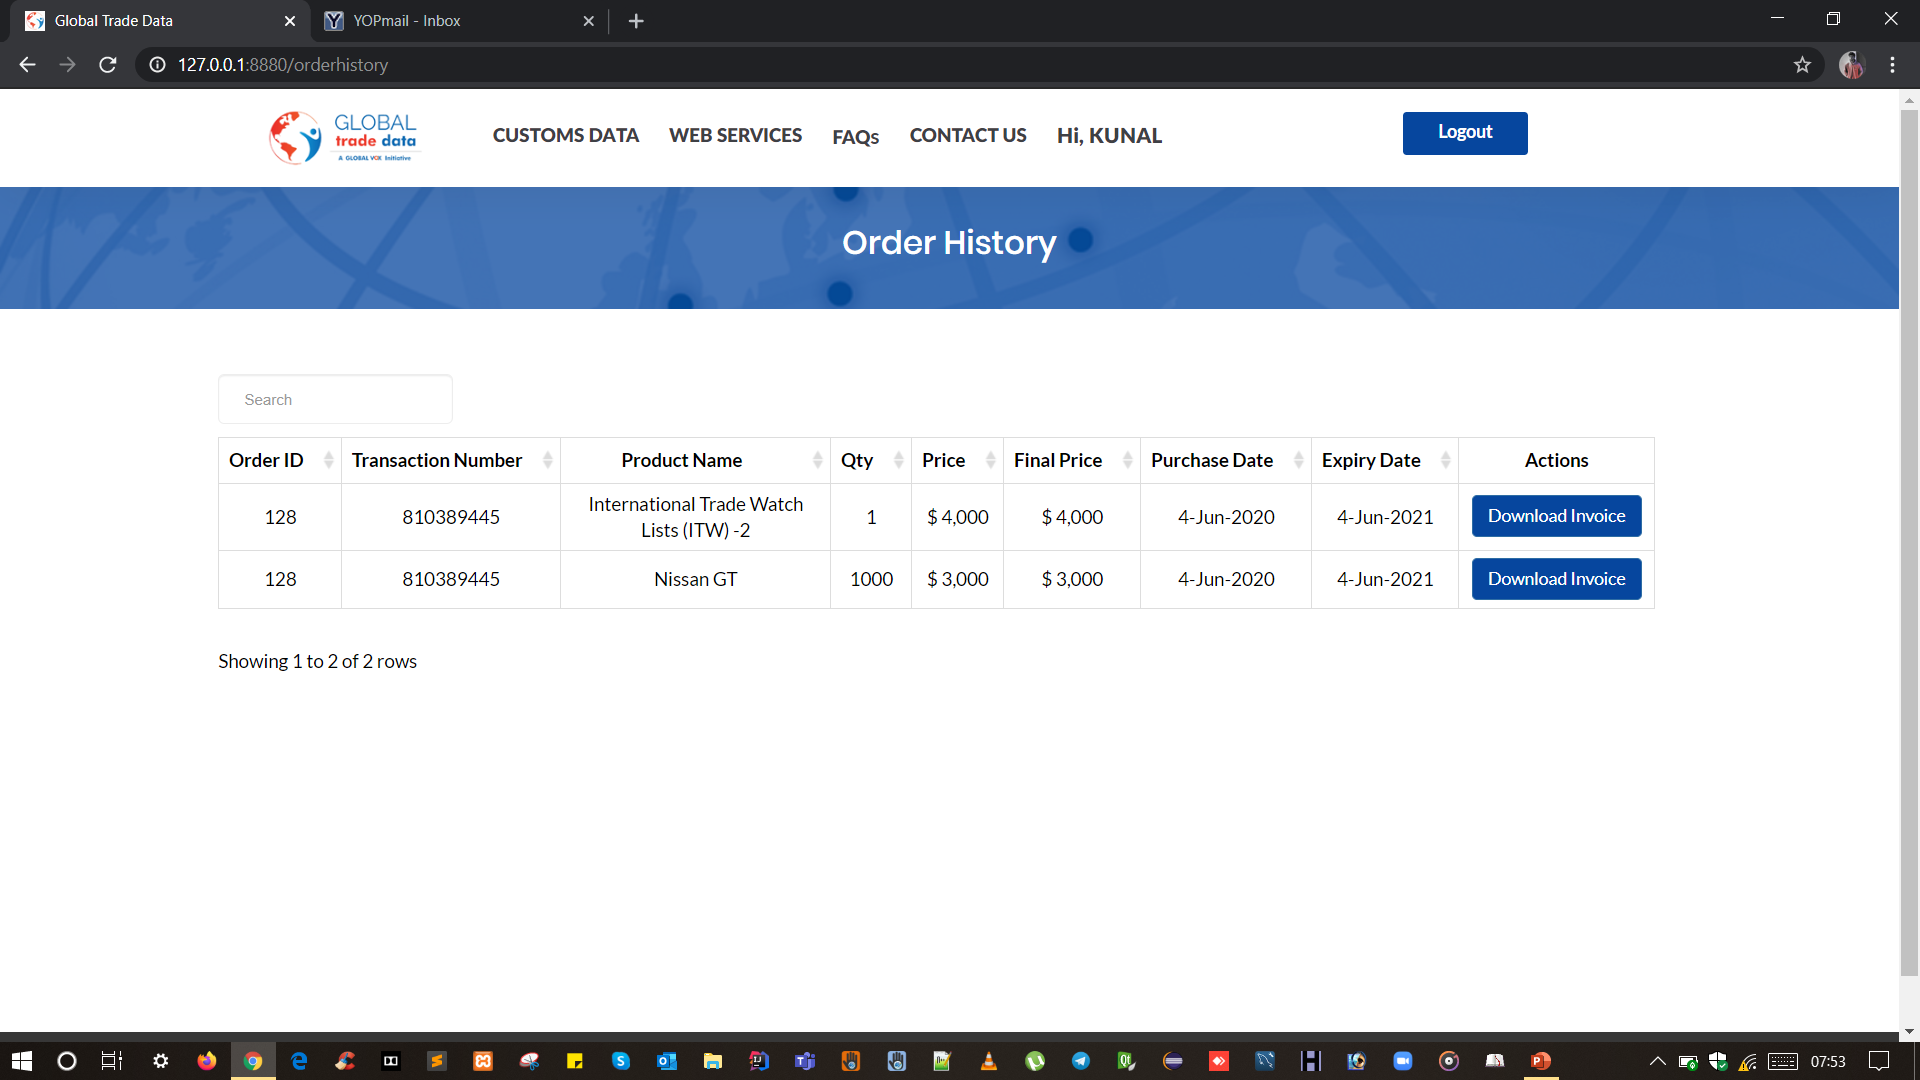 Global Trade Data
YOPmail - Inbox
127.0.0.1:8880/orderhistory
GLOBAL
trade data
A GLOBAL VOX Initiative
CUSTOMS DATA
WEB SERVICES
FAQs
CONTACT US
Hi, KUNAL
Logout
Order History
Search
Order ID Transaction Number Product Name Qty Price Final Price Purchase Date Expiry Date Actions
128 810389445 International Trade Watch Lists (ITW) -2 1 $ 4,000 $ 4,000 4-Jun-2020 4-Jun-2021 Download Invoice
128 810389445 Nissan GT 1000 $ 3,000 $ 3,000 4-Jun-2020 4-Jun-2021 Download Invoice
Showing 1 to 2 of 2 rows
07:53